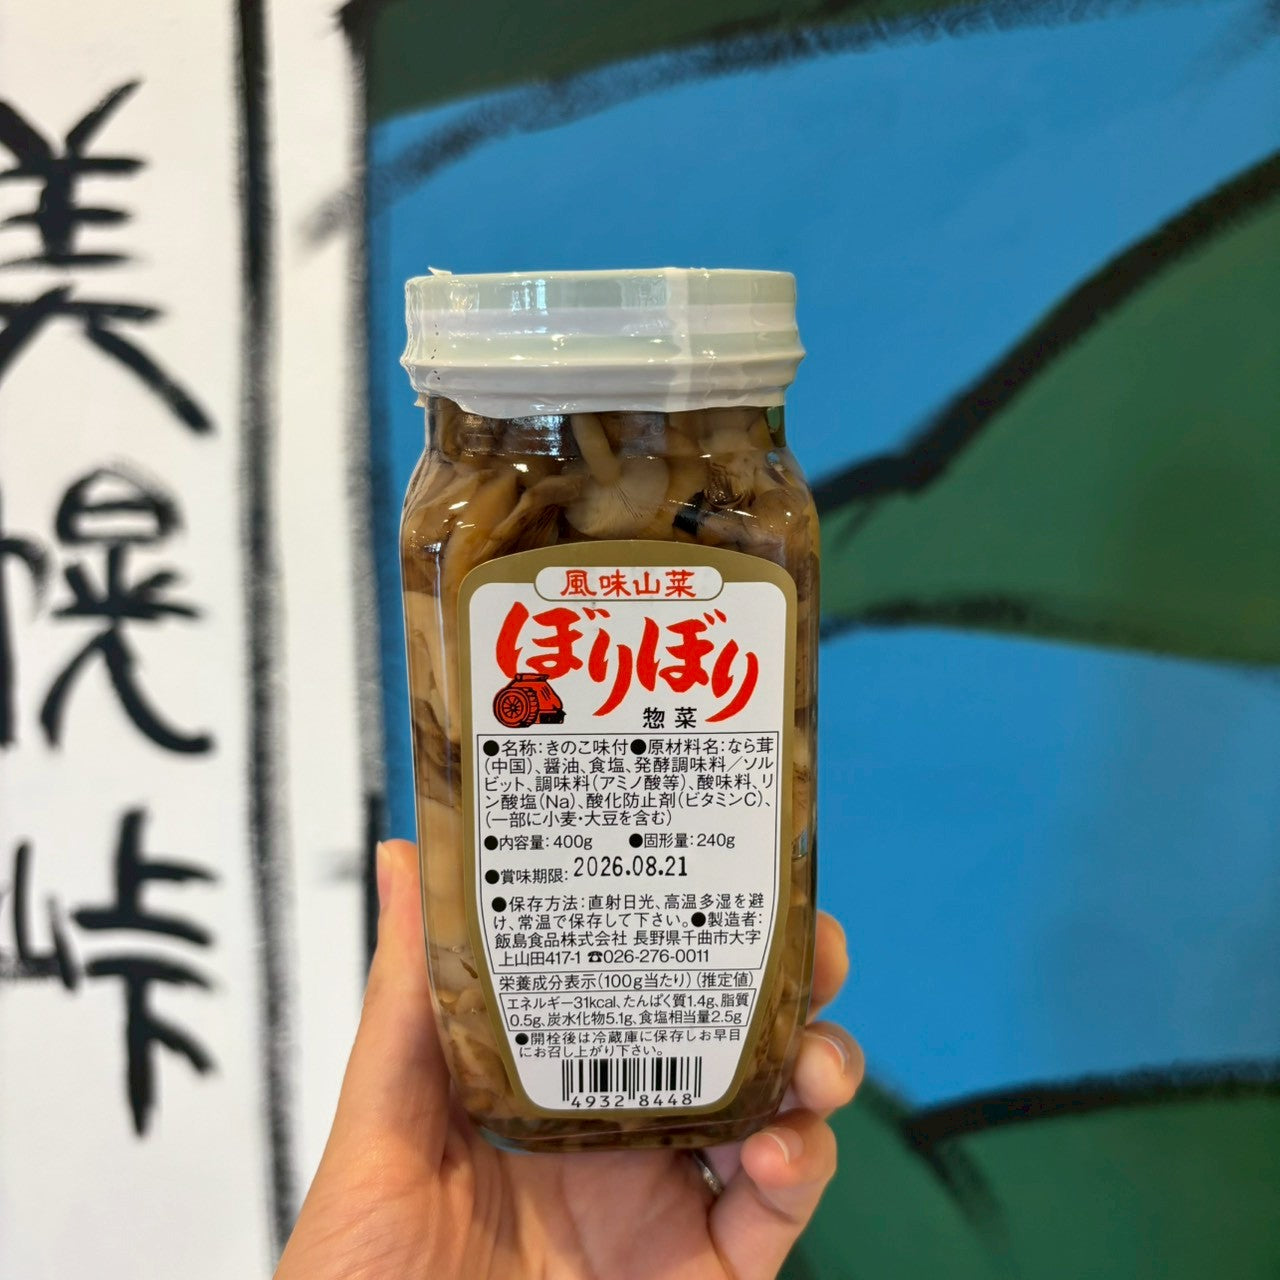 美幌峠
風味山菜
ぼりぼり
惣菜
●名称:きのこ味付●原材料名:なら茸
(中国)、醤油、食塩、発酵調味料/ソル
ビット、調味料(アミノ酸等)、酸味料、リ
ン酸塩(Na)、酸化防止剤(ビタミンC)、
(一部に小麦・大豆を含む)
●内容量:400g ●固形量:240g
●賞味期限:2026.08.21
●保存方法:直射日光、高温多湿を避
け、常温で保存して下さい。●製造者:
飯島食品株式会社 長野県千曲市大字
上山田417-1 ☎026-276-0011
栄養成分表示(100g当たり)(推定値)
エネルギー31kcal、たんぱく質1.4g、脂質
0.5g、炭水化物5.1g、食塩相当量2.5g
●開栓後は冷蔵庫に保存しお早目
にお召し上がり下さい。
4932 8448